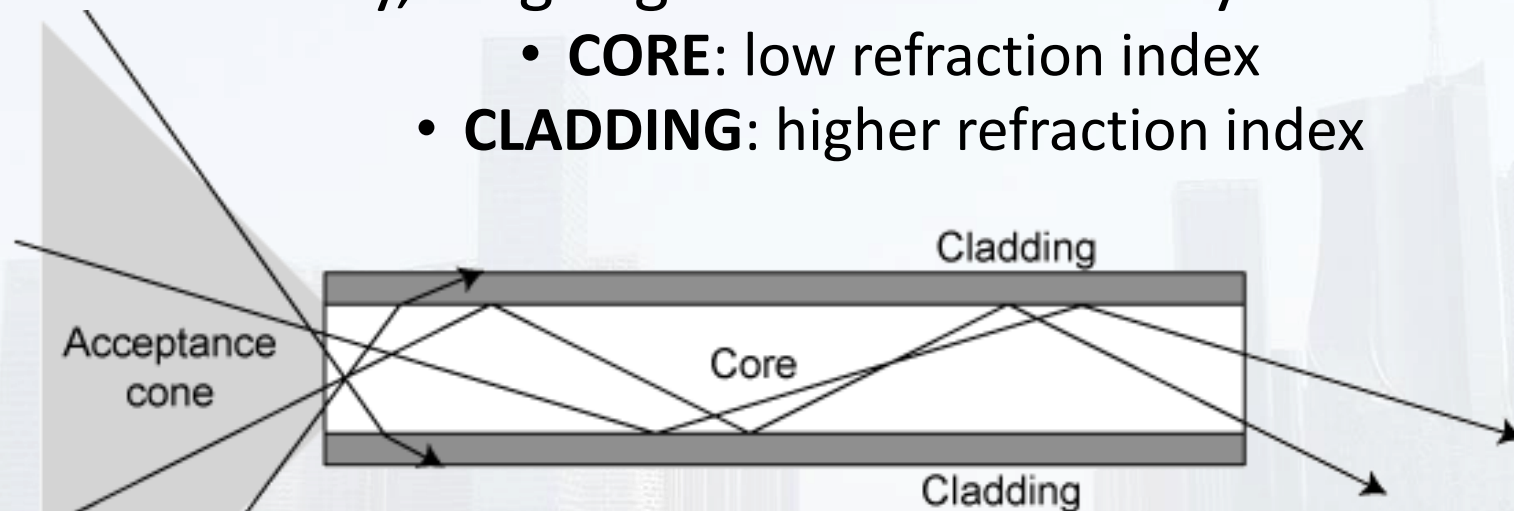 • CORE: low refraction index
• CLADDING: higher refraction index
Cladding
Acceptance
cone
Core
Cladding